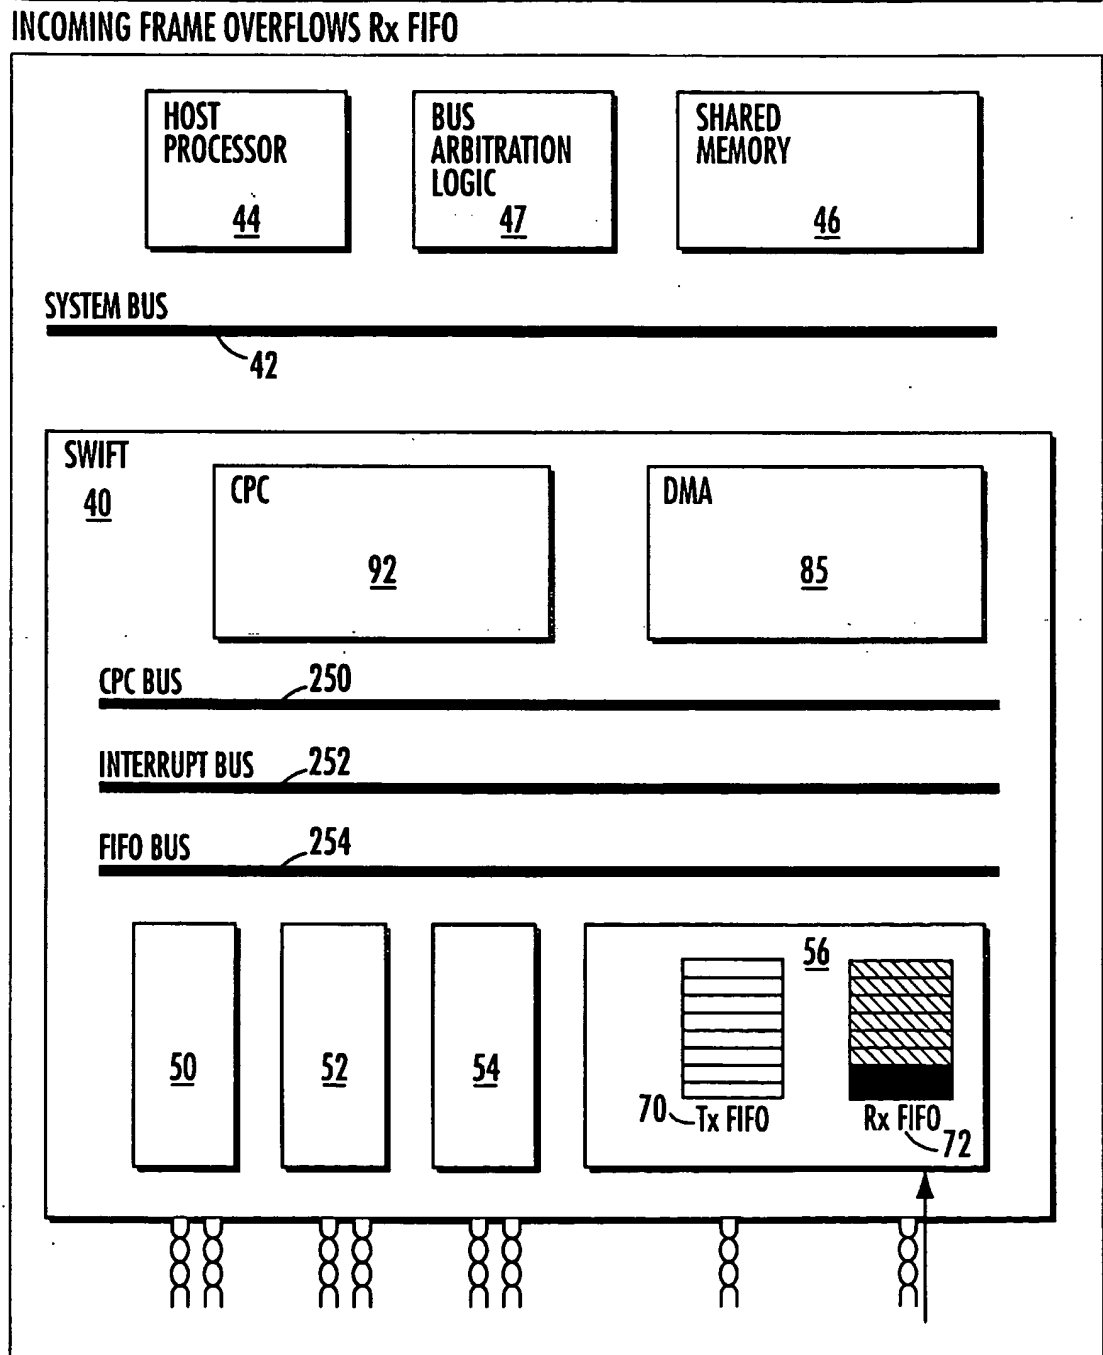 INCOMING FRAME OVERFLOWS Rx FIFO
HOST
PROCESSOR
44
BUS
ARBITRATION
LOGIC
47
SHARED
MEMORY
46
SYSTEM BUS
42
SWIFT
40
CPC
92
DMA
85
CPC BUS
250
INTERRUPT BUS
252
FIFO BUS
254
50
52
54
56
70
Tx FIFO
Rx FIFO
72